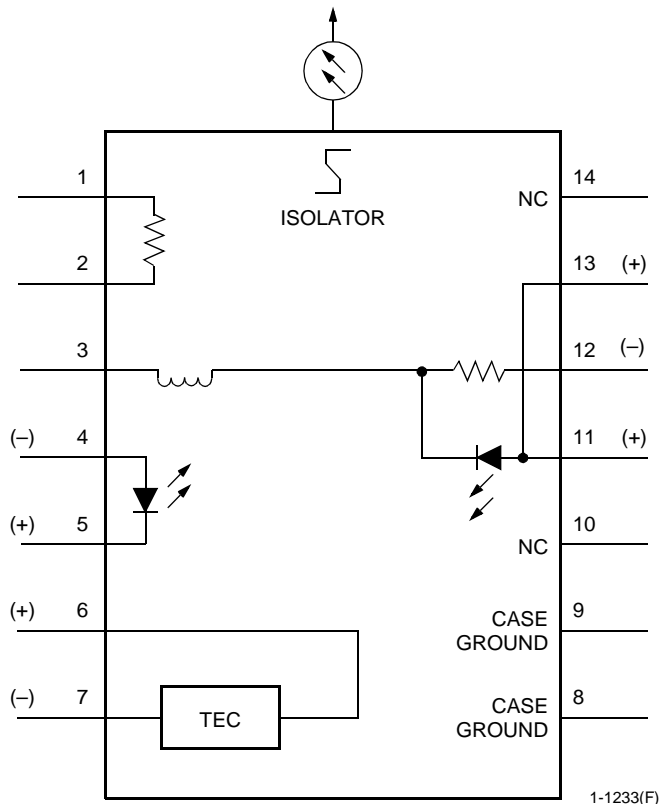 1
2
3
(–) 4
(+) 5
(+) 6
(–) 7
ISOLATOR
TEC
NC 14
13 (+)
12 (–)
11 (+)
NC 10
CASE
GROUND 9
CASE
GROUND 8
1-1233(F)